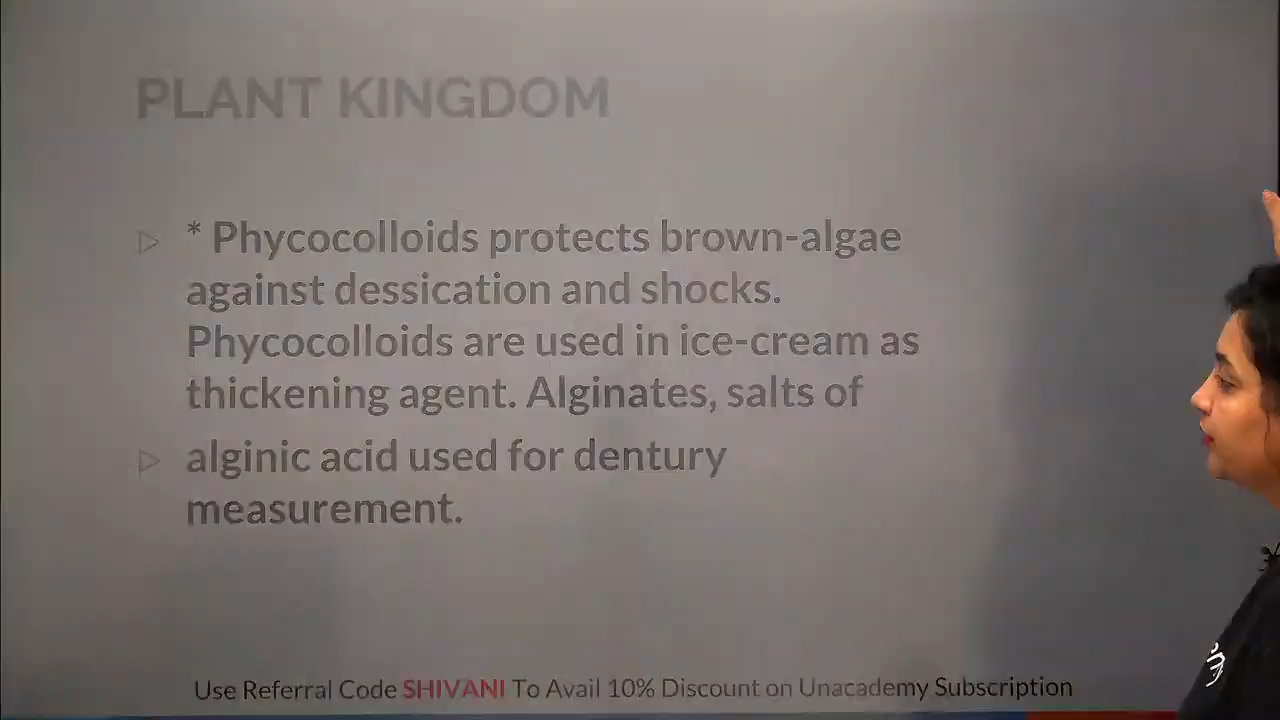 PLANT KINGDOM
* Phycocolloids protects brown-algae
against dessication and shocks.
Phycocolloids are used in ice-cream as
thickening agent. Alginates, salts of
alginic acid used for dentury
measurement.
Use Referral Code SHIVANI To Avail 10% Discount on Unacademy Subscription